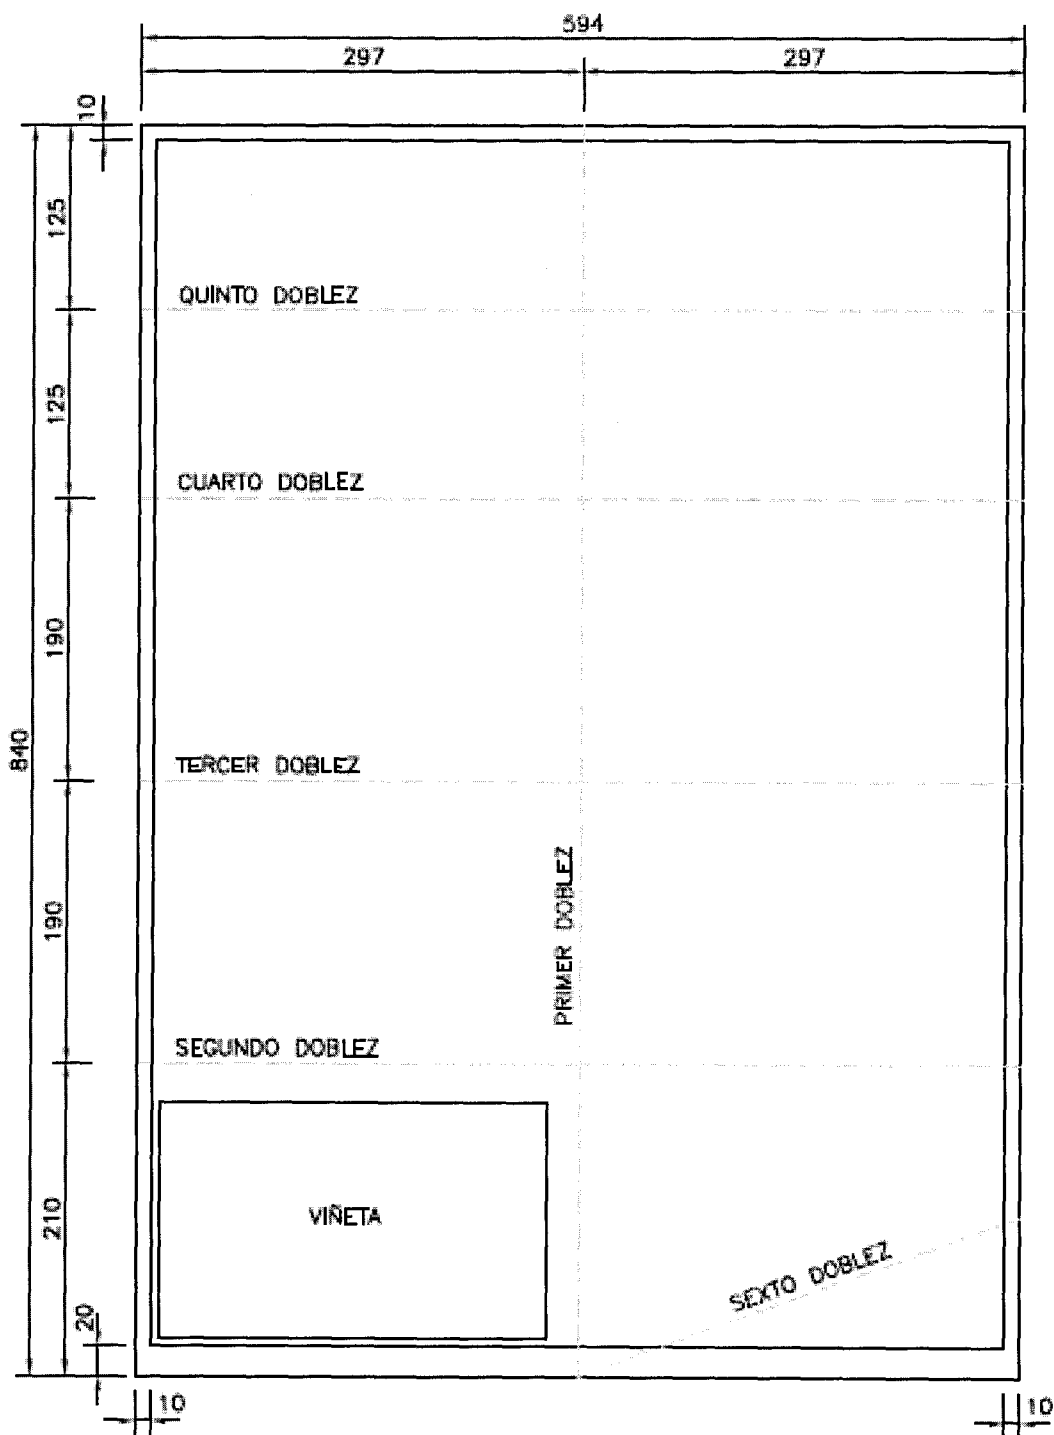 594
297
297
10
125
QUINTO DOBLEZ
125
CUARTO DOBLEZ
190
840
TERCER DOBLEZ
PRIMER DOBLEZ
190
SEGUNDO DOBLEZ
210
VIÑETA
SEXTO DOBLEZ
20
10
10